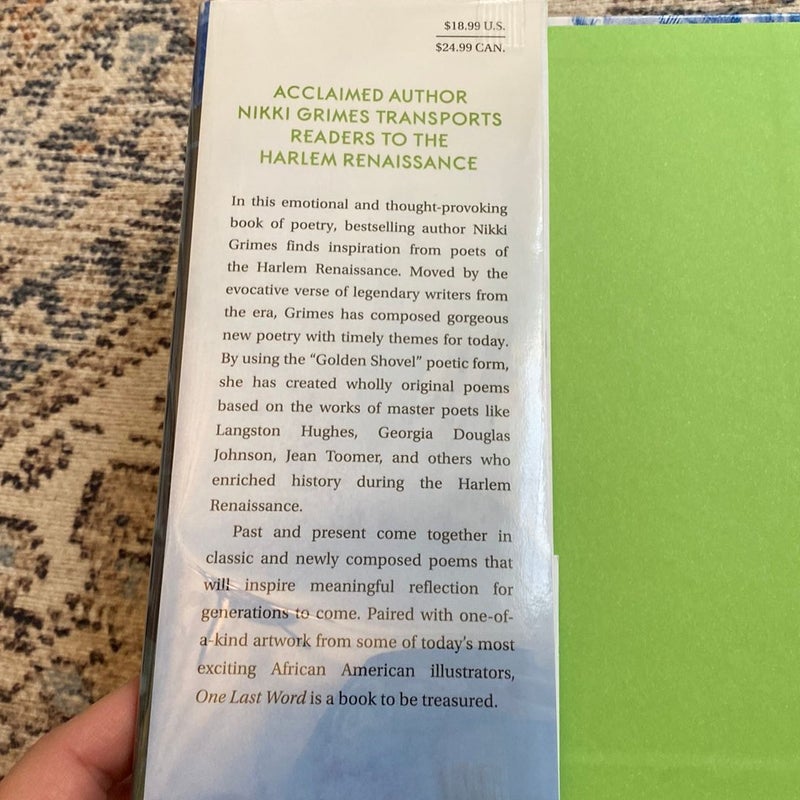 $18.99 U.S.
$24.99 CAN.
ACCLAIMED AUTHOR
NIKKI GRIMES TRANSPORTS
READERS TO THE
HARLEM RENAISSANCE
In this emotional and thought-provoking
book of poetry, bestselling author Nikki
Grimes finds inspiration from poets of
the Harlem Renaissance. Moved by the
evocative verse of legendary writers from
the era, Grimes has composed gorgeous
new poetry with timely themes for today.
By using the “Golden Shovel” poetic form,
she has created wholly original poems
based on the works of master poets like
Langston Hughes, Georgia Douglas
Johnson, Jean Toomer, and others who
enriched history during the Harlem
Renaissance.
Past and present come together in
classic and newly composed poems that
will inspire meaningful reflection for
generations to come. Paired with one-of-
a-kind artwork from some of today’s most
exciting African American illustrators,
One Last Word is a book to be treasured.